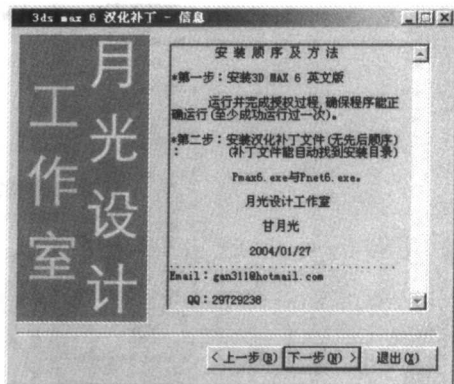 3ds max 6 汉化补丁 - 信息
月光设计
工作室
安装顺序及方法
*第一步：安装3D MAX 6 英文版
运行并完成授权过程,确保程序能正
确运行(至少成功运行过一次)。
*第二步：安装汉化补丁文件(无先后顺序)
： (补丁文件能自动找到安装目录)
Pmax6.exe与Pnet6.exe。
月光设计工作室
甘月光
2004/01/27
Email：gan311@hotmail.com
QQ：29729238
< 上一步(B)
下一步(N) >
退出(X)